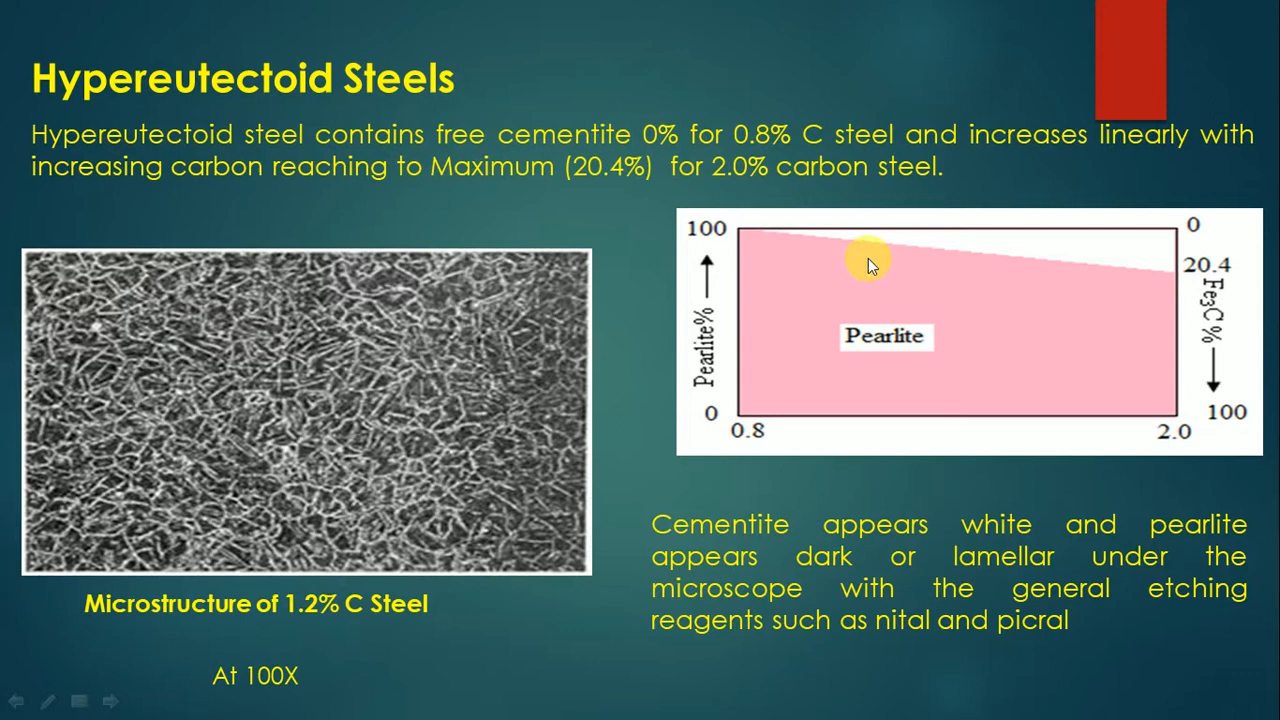 Hypereutectoid Steels
Hypereutectoid steel contains free cementite 0% for 0.8% C steel and increases linearly with
increasing carbon reaching to Maximum (20.4%) for 2.0% carbon steel.
100
0
20.4
Pearlite%
Fe₃C%
Pearlite
0
100
0.8
2.0
Microstructure of 1.2% C Steel
At 100X
Cementite appears white and pearlite
appears dark or lamellar under the
microscope with the general etching
reagents such as nital and picral